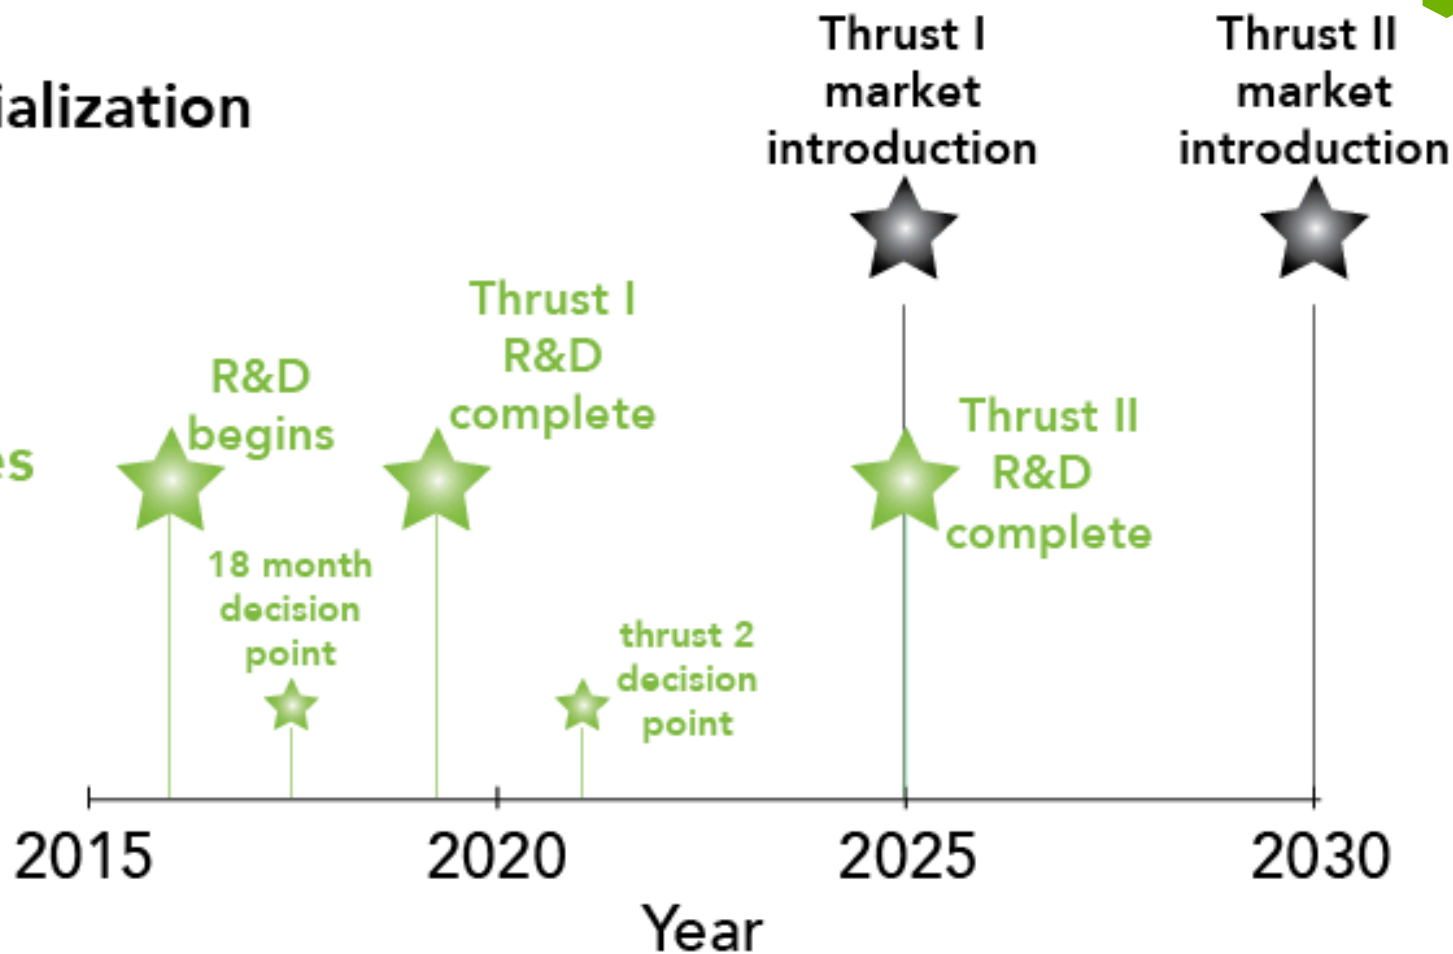 Thrust I
market
introduction
Thrust II
market
introduction
ialization
Thrust I
R&D
complete
R&D
begins
Thrust II
R&D
complete
es
18 month
decision
point
thrust 2
decision
point
2015
2020
2025
2030
Year